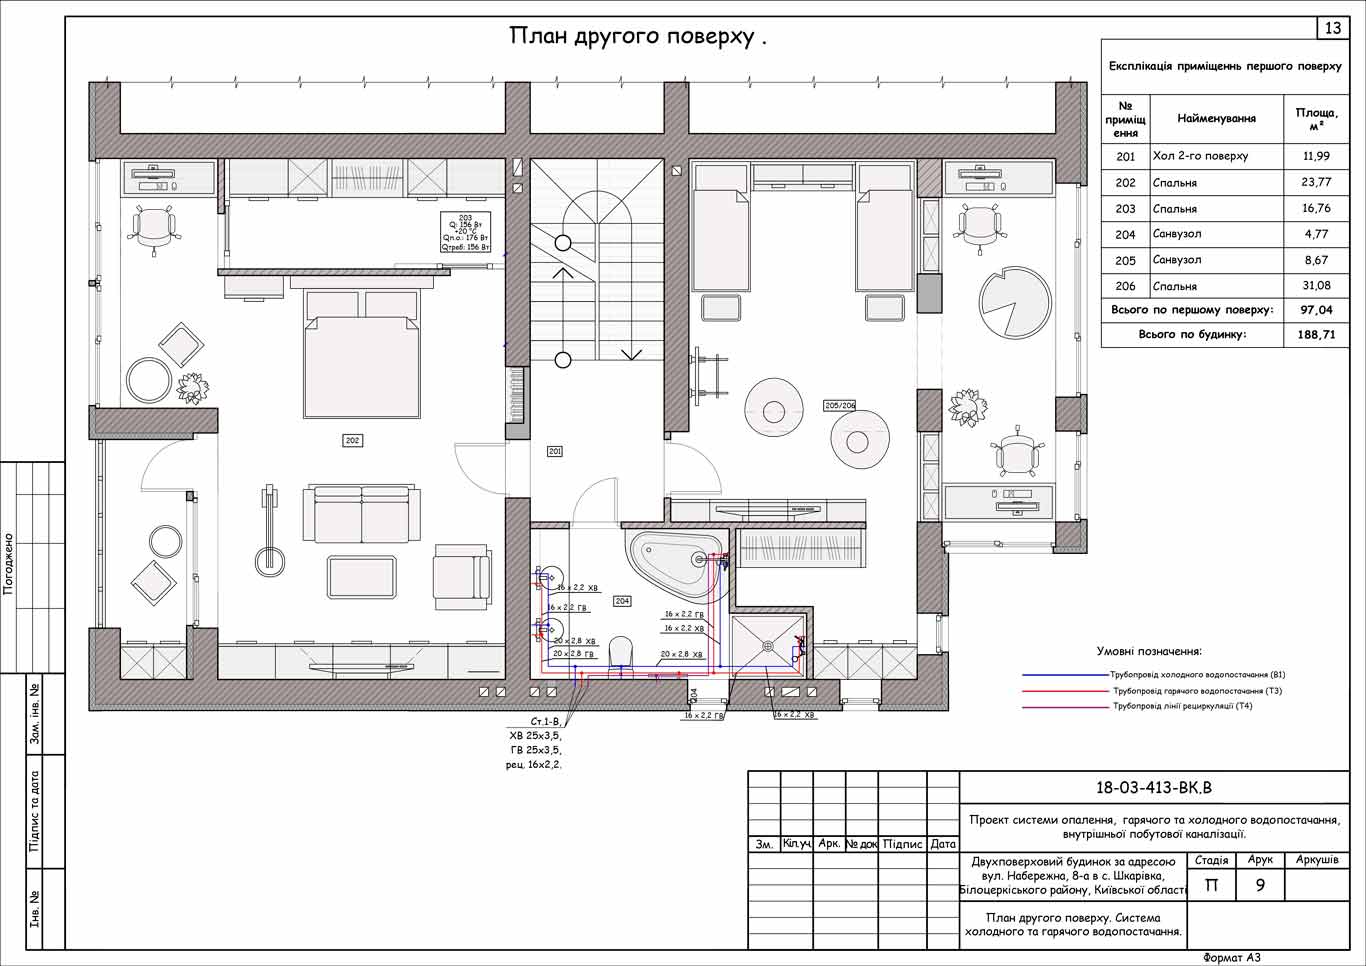 13
План другого поверху .
Експлікація приміщеннь першого поверху
№
приміщ
ення
Найменування
Площа,
м²
201 Хол 2-го поверху 11,99
202 Спальня 23,77
203 Спальня 16,76
204 Санвузол 4,77
205 Санвузол 8,67
206 Спальня 31,08
Всього по першому поверху: 97,04
Всього по будинку: 188,71
203
Q: 156 Вт
+20 °C
Qп.о.: 176 Вт
Qтреб: 156 Вт
205/206
202
201
204
16 x 2,2 ХВ
16 x 2,2 ГВ
20 x 2,8 ХВ
20 x 2,8 ГВ
16 x 2,2 ГВ
16 x 2,2 ХВ
20 x 2,8 ХВ
204
16 x 2,2 ГВ
16 x 2,2 ХВ
Ст.1-В,
ХВ 25x3,5,
ГВ 25x3,5,
рец. 16x2,2.
Умовні позначення:
Трубопровід холодного водопостачання (В1)
Трубопровід гарячого водопостачання (Т3)
Трубопровід лінії рециркуляції (Т4)
Погоджено
Зам. інв. №
Підпис та дата
Інв. №
18-03-413-ВК.В
Проект системи опалення, гарячого та холодного водопостачання,
внутрішньої побутової каналізації.
Зм. Кіл.уч. Арк. № док Підпис Дата
Двухповерховий будинок за адресою
вул. Набережна, 8-а в с. Шкарівка,
Білоцеркіського району, Київської області
Стадія Арук Аркушів
П 9
План другого поверху. Система
холодного та гарячого водопостачання.
Формат А3